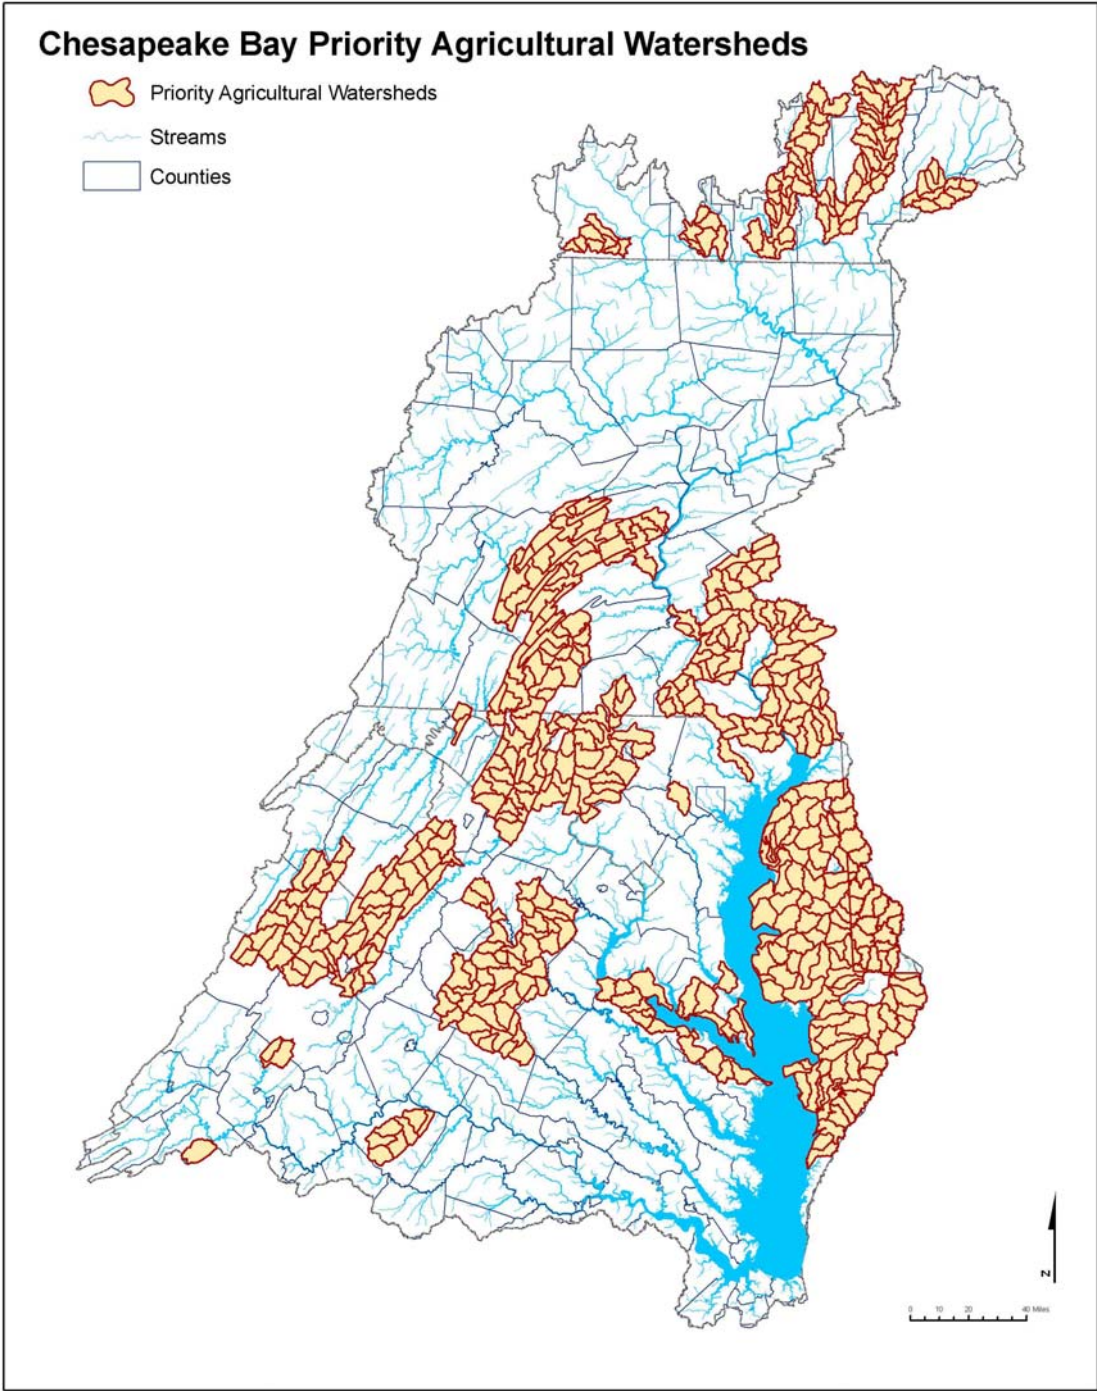 Chesapeake Bay Priority Agricultural Watersheds
Priority Agricultural Watersheds
Streams
Counties
N
0 10 20 40 Miles